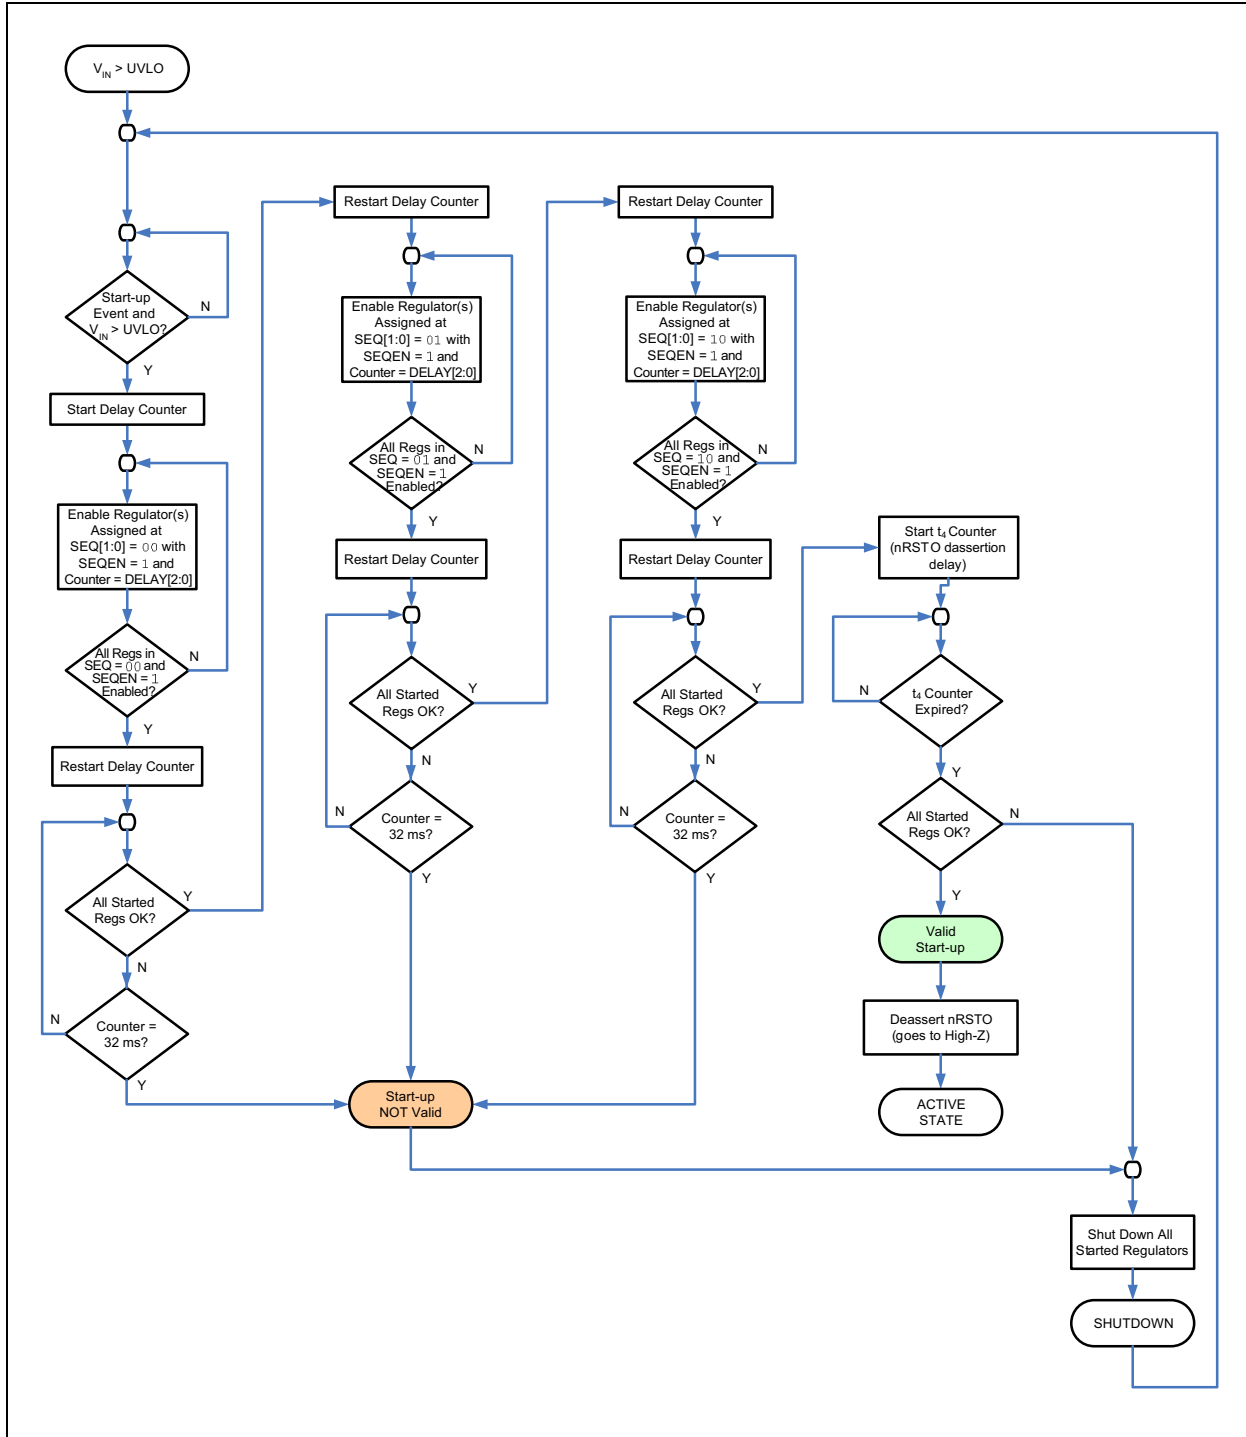 V_IN > UVLO
Start-up
Event and
V_IN > UVLO?
N
Y
Start Delay Counter
Enable Regulator(s)
Assigned at
SEQ[1:0] = 00 with
SEQEN = 1 and
Counter = DELAY[2:0]
All Regs in
SEQ = 00 and
SEQEN = 1
Enabled?
N
Y
Restart Delay Counter
All Started
Regs OK?
Y
N
Counter =
32 ms?
N
Y
Restart Delay Counter
Enable Regulator(s)
Assigned at
SEQ[1:0] = 01 with
SEQEN = 1 and
Counter = DELAY[2:0]
All Regs in
SEQ = 01 and
SEQEN = 1
Enabled?
N
Y
Restart Delay Counter
All Started
Regs OK?
Y
N
Counter =
32 ms?
N
Y
Start-up
NOT Valid
Restart Delay Counter
Enable Regulator(s)
Assigned at
SEQ[1:0] = 10 with
SEQEN = 1 and
Counter = DELAY[2:0]
All Regs in
SEQ = 10 and
SEQEN = 1
Enabled?
N
Y
Restart Delay Counter
All Started
Regs OK?
Y
N
Counter =
32 ms?
N
Y
Start t₄ Counter
(nRSTO dassertion
delay)
t₄ Counter
Expired?
N
Y
All Started
Regs OK?
N
Y
Valid
Start-up
Deassert nRSTO
(goes to High-Z)
ACTIVE
STATE
Shut Down All
Started Regulators
SHUTDOWN